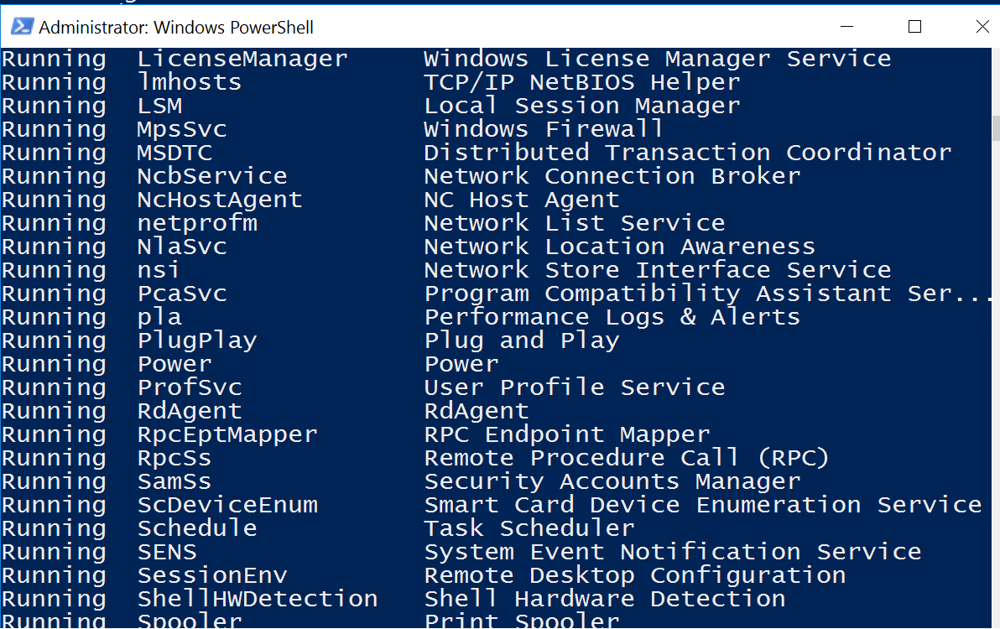 Administrator: Windows PowerShell
Running LicenseManager Windows License Manager Service
Running lmhosts TCP/IP NetBIOS Helper
Running LSM Local Session Manager
Running MpsSvc Windows Firewall
Running MSDTC Distributed Transaction Coordinator
Running NcbService Network Connection Broker
Running NcHostAgent NC Host Agent
Running netprofm Network List Service
Running NlaSvc Network Location Awareness
Running nsi Network Store Interface Service
Running PcaSvc Program Compatibility Assistant Ser...
Running pla Performance Logs & Alerts
Running PlugPlay Plug and Play
Running Power Power
Running ProfSvc User Profile Service
Running RdAgent RdAgent
Running RpcEptMapper RPC Endpoint Mapper
Running RpcSs Remote Procedure Call (RPC)
Running SamSs Security Accounts Manager
Running ScDeviceEnum Smart Card Device Enumeration Service
Running Schedule Task Scheduler
Running SENS System Event Notification Service
Running SessionEnv Remote Desktop Configuration
Running ShellHWDetection Shell Hardware Detection
Running Spooler Print Spooler